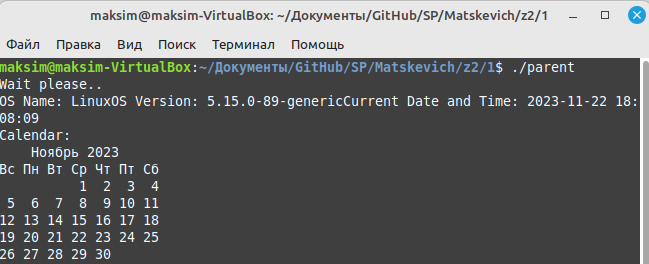 maksim@maksim-VirtualBox: ~/Документы/GitHub/SP/Matskevich/z2/1
Файл Правка Вид Поиск Терминал Помощь
maksim@maksim-VirtualBox:~/Документы/GitHub/SP/Matskevich/z2/1$ ./parent
Wait please..
OS Name: LinuxOS Version: 5.15.0-89-genericCurrent Date and Time: 2023-11-22 18:
08:09
Calendar:
    Ноябрь 2023
Вс Пн Вт Ср Чт Пт Сб
          1  2  3  4
 5  6  7  8  9 10 11
12 13 14 15 16 17 18
19 20 21 22 23 24 25
26 27 28 29 30